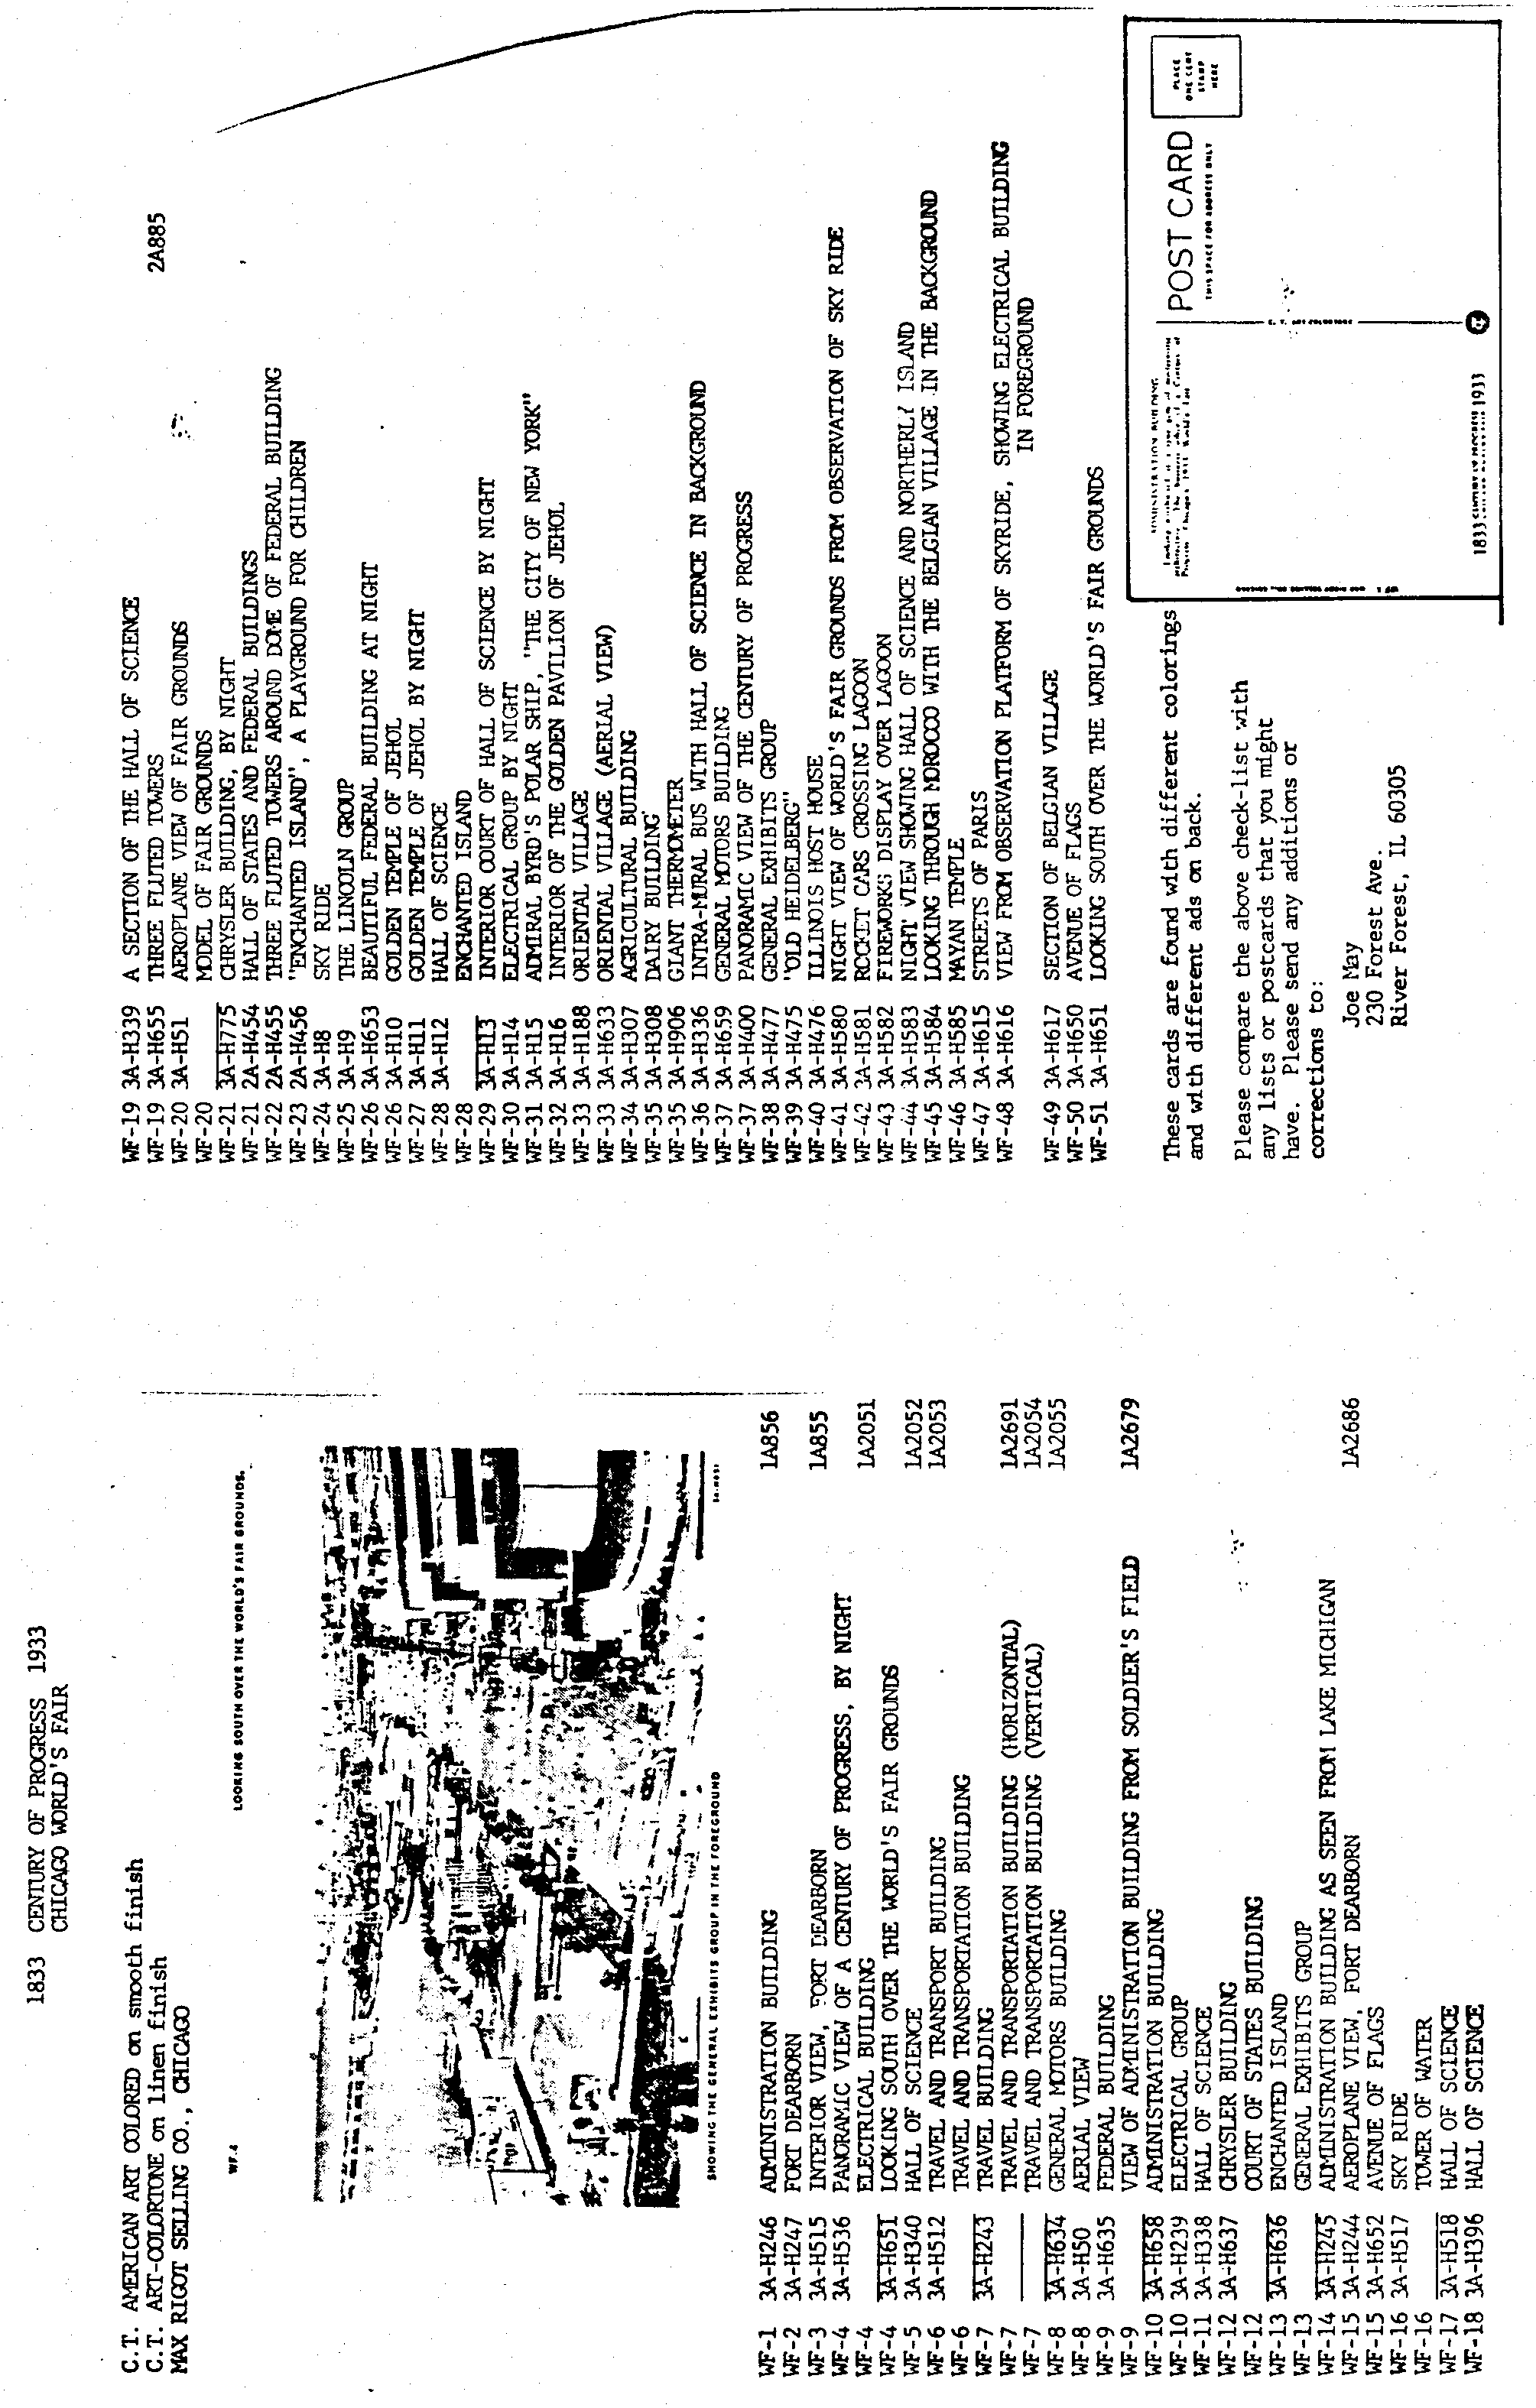 1833 CENTURY OF PROGRESS 1933
CHICAGO WORLD'S FAIR
C.T. AMERICAN ART COLORED on smooth finish
C.T. ART-COLORTONE on linen finish
MAX RIGOT SELLING CO., CHICAGO
WF-4 LOOKING SOUTH OVER THE WORLD'S FAIR GROUNDS.
SHOWING THE GENERAL EXHIBITS GROUP IN THE FOREGROUND 3A-H651
WF-1 3A-H246 ADMINISTRATION BUILDING 1A856
WF-2 3A-H247 FORT DEARBORN
WF-3 3A-H515 INTERIOR VIEW, FORT DEARBORN 1A855
WF-4 3A-H536 PANORAMIC VIEW OF A CENTURY OF PROGRESS, BY NIGHT
WF-4 ELECTRICAL BUILDING 1A2051
WF-4 3A-H651 LOOKING SOUTH OVER THE WORLD'S FAIR GROUNDS
WF-5 3A-H340 HALL OF SCIENCE 1A2052
WF-6 3A-H512 TRAVEL AND TRANSPORT BUILDING 1A2053
WF-6 TRAVEL AND TRANSPORTATION BUILDING
WF-7 3A-H243 TRAVEL BUILDING
WF-7 TRAVEL AND TRANSPORTATION BUILDING (HORIZONTAL) 1A2691
WF-7 TRAVEL AND TRANSPORTATION BUILDING (VERTICAL) 1A2054
WF-8 3A-H634 GENERAL MOTORS BUILDING 1A2055
WF-8 3A-H50 AERIAL VIEW
WF-9 3A-H635 FEDERAL BUILDING
WF-9 VIEW OF ADMINISTRATION BUILDING FROM SOLDIER'S FIELD 1A2679
WF-10 3A-H658 ADMINISTRATION BUILDING
WF-10 3A-H239 ELECTRICAL GROUP
WF-11 3A-H338 HALL OF SCIENCE
WF-12 3A-H637 CHRYSLER BUILDING
WF-12 COURT OF STATES BUILDING
WF-13 3A-H636 ENCHANTED ISLAND
WF-13 GENERAL EXHIBITS GROUP
WF-14 3A-H245 ADMINISTRATION BUILDING AS SEEN FROM LAKE MICHIGAN
WF-15 3A-H244 AEROPLANE VIEW, FORT DEARBORN 1A2686
WF-15 3A-H652 AVENUE OF FLAGS
WF-16 3A-H517 SKY RIDE
WF-16 TOWER OF WATER
WF-17 3A-H518 HALL OF SCIENCE
WF-18 3A-H396 HALL OF SCIENCE
WF-19 3A-H339 A SECTION OF THE HALL OF SCIENCE
WF-19 3A-H655 THREE FLUTED TOWERS 2A885
WF-20 3A-H51 AEROPLANE VIEW OF FAIR GROUNDS
WF-20 MODEL OF FAIR GROUNDS
WF-21 3A-H775 CHRYSLER BUILDING, BY NIGHT
WF-21 2A-H454 HALL OF STATES AND FEDERAL BUILDINGS
WF-22 2A-H455 THREE FLUTED TOWERS AROUND DOME OF FEDERAL BUILDING
WF-23 2A-H456 "ENCHANTED ISLAND", A PLAYGROUND FOR CHILDREN
WF-24 3A-H8 SKY RIDE
WF-25 3A-H9 THE LINCOLN GROUP
WF-26 3A-H653 BEAUTIFUL FEDERAL BUILDING AT NIGHT
WF-26 3A-H10 GOLDEN TEMPLE OF JEHOL
WF-27 3A-H11 GOLDEN TEMPLE OF JEHOL BY NIGHT
WF-28 3A-H12 HALL OF SCIENCE
WF-28 ENCHANTED ISLAND
WF-29 3A-H13 INTERIOR COURT OF HALL OF SCIENCE BY NIGHT
WF-30 3A-H14 ELECTRICAL GROUP BY NIGHT
WF-31 3A-H15 ADMIRAL BYRD'S POLAR SHIP, "THE CITY OF NEW YORK"
WF-32 3A-H16 INTERIOR OF THE GOLDEN PAVILION OF JEHOL
WF-33 3A-H188 ORIENTAL VILLAGE
WF-33 3A-H633 ORIENTAL VILLAGE (AERIAL VIEW)
WF-34 3A-H307 AGRICULTURAL BUILDING
WF-35 3A-H308 DAIRY BUILDING
WF-35 3A-H906 GIANT THERMOMETER
WF-36 3A-H336 INTRA-MURAL BUS WITH HALL OF SCIENCE IN BACKGROUND
WF-37 3A-H659 GENERAL MOTORS BUILDING
WF-37 3A-H400 PANORAMIC VIEW OF THE CENTURY OF PROGRESS
WF-38 3A-H477 GENERAL EXHIBITS GROUP
WF-39 3A-H475 "OLD HEIDELBERG"
WF-40 3A-H476 ILLINOIS HOST HOUSE
WF-41 3A-H580 NIGHT VIEW OF WORLD'S FAIR GROUNDS FROM OBSERVATION OF SKY RIDE
WF-42 3A-H581 ROCKET CARS CROSSING LAGOON
WF-43 3A-H582 FIREWORKS DISPLAY OVER LAGOON
WF-44 3A-H583 NIGHT VIEW SHOWING HALL OF SCIENCE AND NORTHERLY ISLAND
WF-45 3A-H584 LOOKING THROUGH MOROCCO WITH THE BELGIAN VILLAGE IN THE BACKGROUND
WF-46 3A-H585 MAYAN TEMPLE
WF-47 3A-H615 STREETS OF PARIS
WF-48 3A-H616 VIEW FROM OBSERVATION PLATFORM OF SKYRIDE, SHOWING ELECTRICAL BUILDING
IN FOREGROUND
WF-49 3A-H617 SECTION OF BELGIAN VILLAGE
WF-50 3A-H650 AVENUE OF FLAGS
WF-51 3A-H651 LOOKING SOUTH OVER THE WORLD'S FAIR GROUNDS
These cards are found with different colorings
and with different ads on back.
Please compare the above check-list with
any lists or postcards that you might
have. Please send any additions or
corrections to:
Joe May
230 Forest Ave.
River Forest, IL 60305
ADMINISTRATION BUILDING
POST CARD
THIS SPACE FOR ADDRESS ONLY
PLACE
ONE CENT
STAMP
HERE
C. T. ART COLORTONE
1833 CENTURY OF PROGRESS 1933